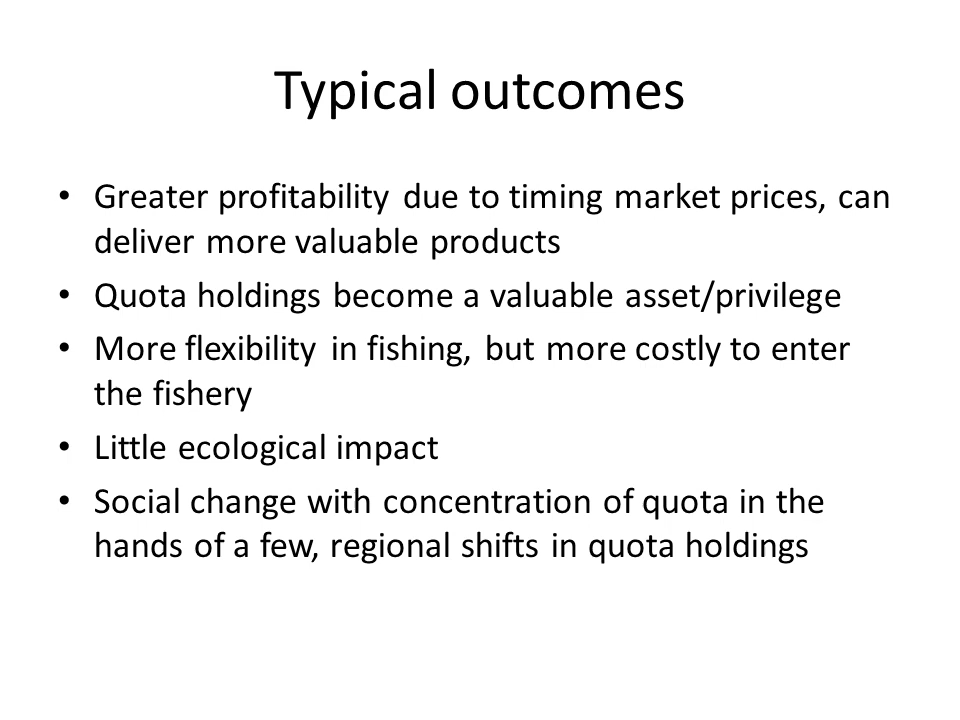 Typical outcomes
• Greater profitability due to timing market prices, can
deliver more valuable products
• Quota holdings become a valuable asset/privilege
• More flexibility in fishing, but more costly to enter
the fishery
• Little ecological impact
• Social change with concentration of quota in the
hands of a few, regional shifts in quota holdings